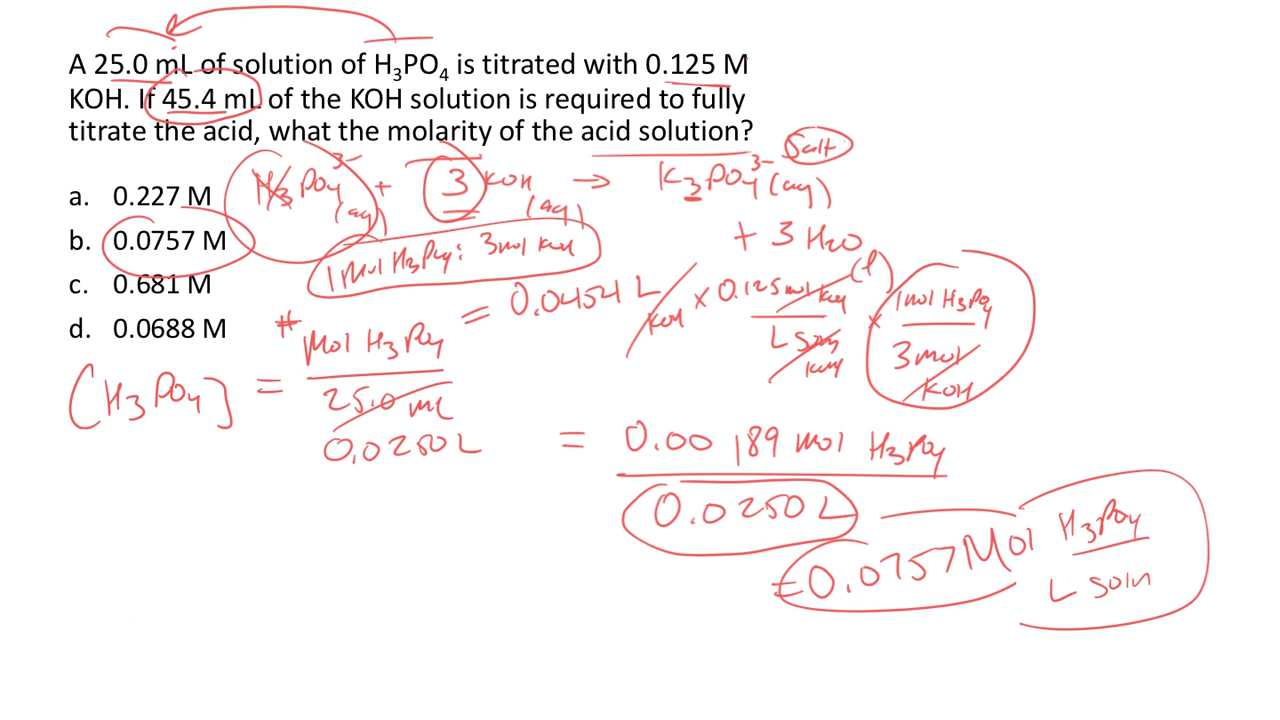 A 25.0 mL of solution of H₃PO₄ is titrated with 0.125 M
KOH. If 45.4 mL of the KOH solution is required to fully
titrate the acid, what the molarity of the acid solution?
Salt
a. 0.227 M
H₃PO₄³⁻ (aq) + 3 KOH (aq) → K₃PO₄³⁻ (aq)
+ 3 H₂O (l)
b. 0.0757 M
1 mol H₃PO₄ : 3 mol KOH
c. 0.681 M
d. 0.0688 M
# mol H₃PO₄ = 0.0454 L KOH × 0.125 mol KOH / L soln KOH × 1 mol H₃PO₄ / 3 mol KOH
[H₃PO₄] =
25.0 mL
0.0250 L
= 0.00189 mol H₃PO₄
0.0250 L
= 0.0757 Mol H₃PO₄
L soln